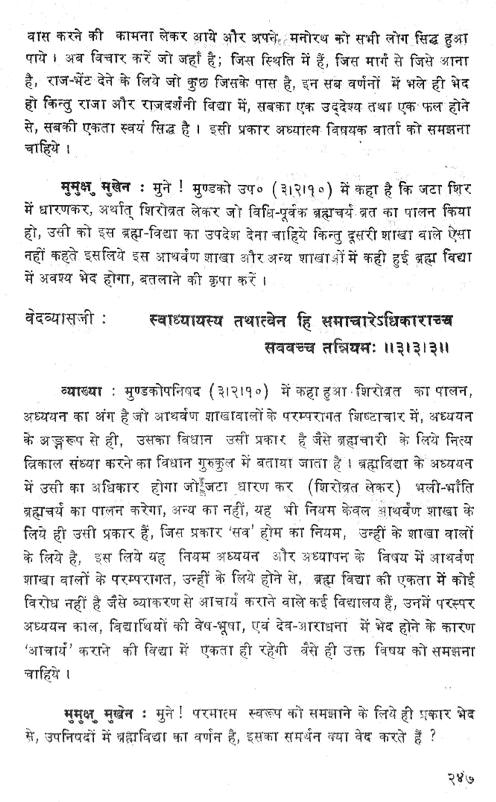 वास करने की कामना लेकर आये और अपने मनोरथ को सभी लोग सिद्ध हुआ
पाये । अब विचार करें जो जहाँ है; जिस स्थिति में हैं, जिस मार्ग से जिसे आना
है, राज-भेंट देने के लिये जो कुछ जिसके पास है, इन सब वर्णनों में भले ही भेद
हो किन्तु राजा और राजदर्शनी विद्या में, सबका एक उद्देश्य तथा एक फल होने
से, सबकी एकता स्वयं सिद्ध है । इसी प्रकार अध्यात्म विषयक वार्ता को समझना
चाहिये ।
मुमुक्षु मुखेन : मुने ! मुण्डको उप० (३।२।१०) में कहा है कि जटा शिर
में धारणकर, अर्थात् शिरोव्रत लेकर जो विधि-पूर्वक ब्रह्मचर्य व्रत का पालन किया
हो, उसी को इस ब्रह्म-विद्या का उपदेश देना चाहिये किन्तु दूसरी शाखा वाले ऐसा
नहीं कहते इसलिये इस आथर्वण शाखा और अन्य शाखाओं में कही हुई ब्रह्म विद्या
में अवश्य भेद होगा, बतलाने की कृपा करें ।
वेदव्यासजी : स्वाध्यायस्य तथात्वेन हि समाचारेऽधिकाराच्च
सववच्च तन्नियमः ॥३।३।३॥
व्याख्या : मुण्डकोपनिषद (३।२।१०) में कहा हुआ शिरोव्रत का पालन,
अध्ययन का अंग है जो आथर्वण शाखावालों के परम्परागत शिष्टाचार में, अध्ययन
के अङ्गरूप से ही, उसका विधान उसी प्रकार है जैसे ब्रह्मचारी के लिये नित्य
त्रिकाल संध्या करने का विधान गुरुकुल में बताया जाता है । ब्रह्मविद्या के अध्ययन
में उसी का अधिकार होगा जो जटा धारण कर (शिरोव्रत लेकर) भली-भाँति
ब्रह्मचर्य का पालन करेगा, अन्य का नहीं, यह भी नियम केवल आथर्वण शाखा के
लिये ही उसी प्रकार हैं, जिस प्रकार 'सव' होम का नियम, उन्हीं के शाखा वालों
के लिये है, इस लिये यह नियम अध्ययन और अध्यापन के विषय में आथर्वण
शाखा वालों के परम्परागत, उन्हीं के लिये होने से, ब्रह्म विद्या की एकता में कोई
विरोध नहीं है जैसे व्याकरण से आचार्य कराने वाले कई विद्यालय हैं, उनमें परस्पर
अध्ययन काल, विद्यार्थियों की वेष-भूषा, एवं देव-आराधना में भेद होने के कारण
'आचार्य' कराने की विद्या में एकता ही रहेगी वैसे ही उक्त विषय को समझना
चाहिये ।
मुमुक्षु मुखेन : मुने ! परमात्म स्वरूप को समझाने के लिये ही प्रकार भेद
से, उपनिषदों में ब्रह्मविद्या का वर्णन है, इसका समर्थन क्या वेद करते हैं ?
२४७